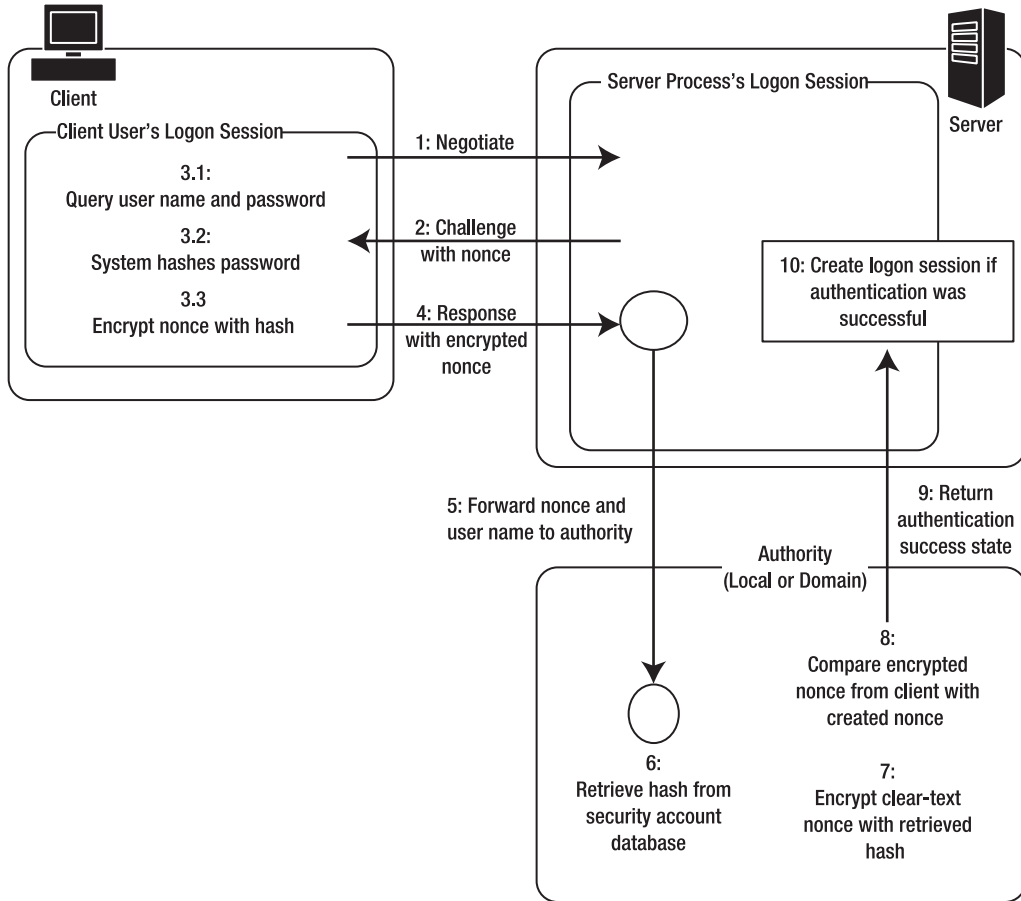 Client
Server
Client User's Logon Session
3.1:
Query user name and password
3.2:
System hashes password
3.3
Encrypt nonce with hash
1: Negotiate
2: Challenge
with nonce
4: Response
with encrypted
nonce
Server Process's Logon Session
10: Create logon session if
authentication was
successful
5: Forward nonce and
user name to authority
9: Return
authentication
success state
Authority
(Local or Domain)
6:
Retrieve hash from
security account
database
8:
Compare encrypted
nonce from client with
created nonce
7:
Encrypt clear-text
nonce with retrieved
hash